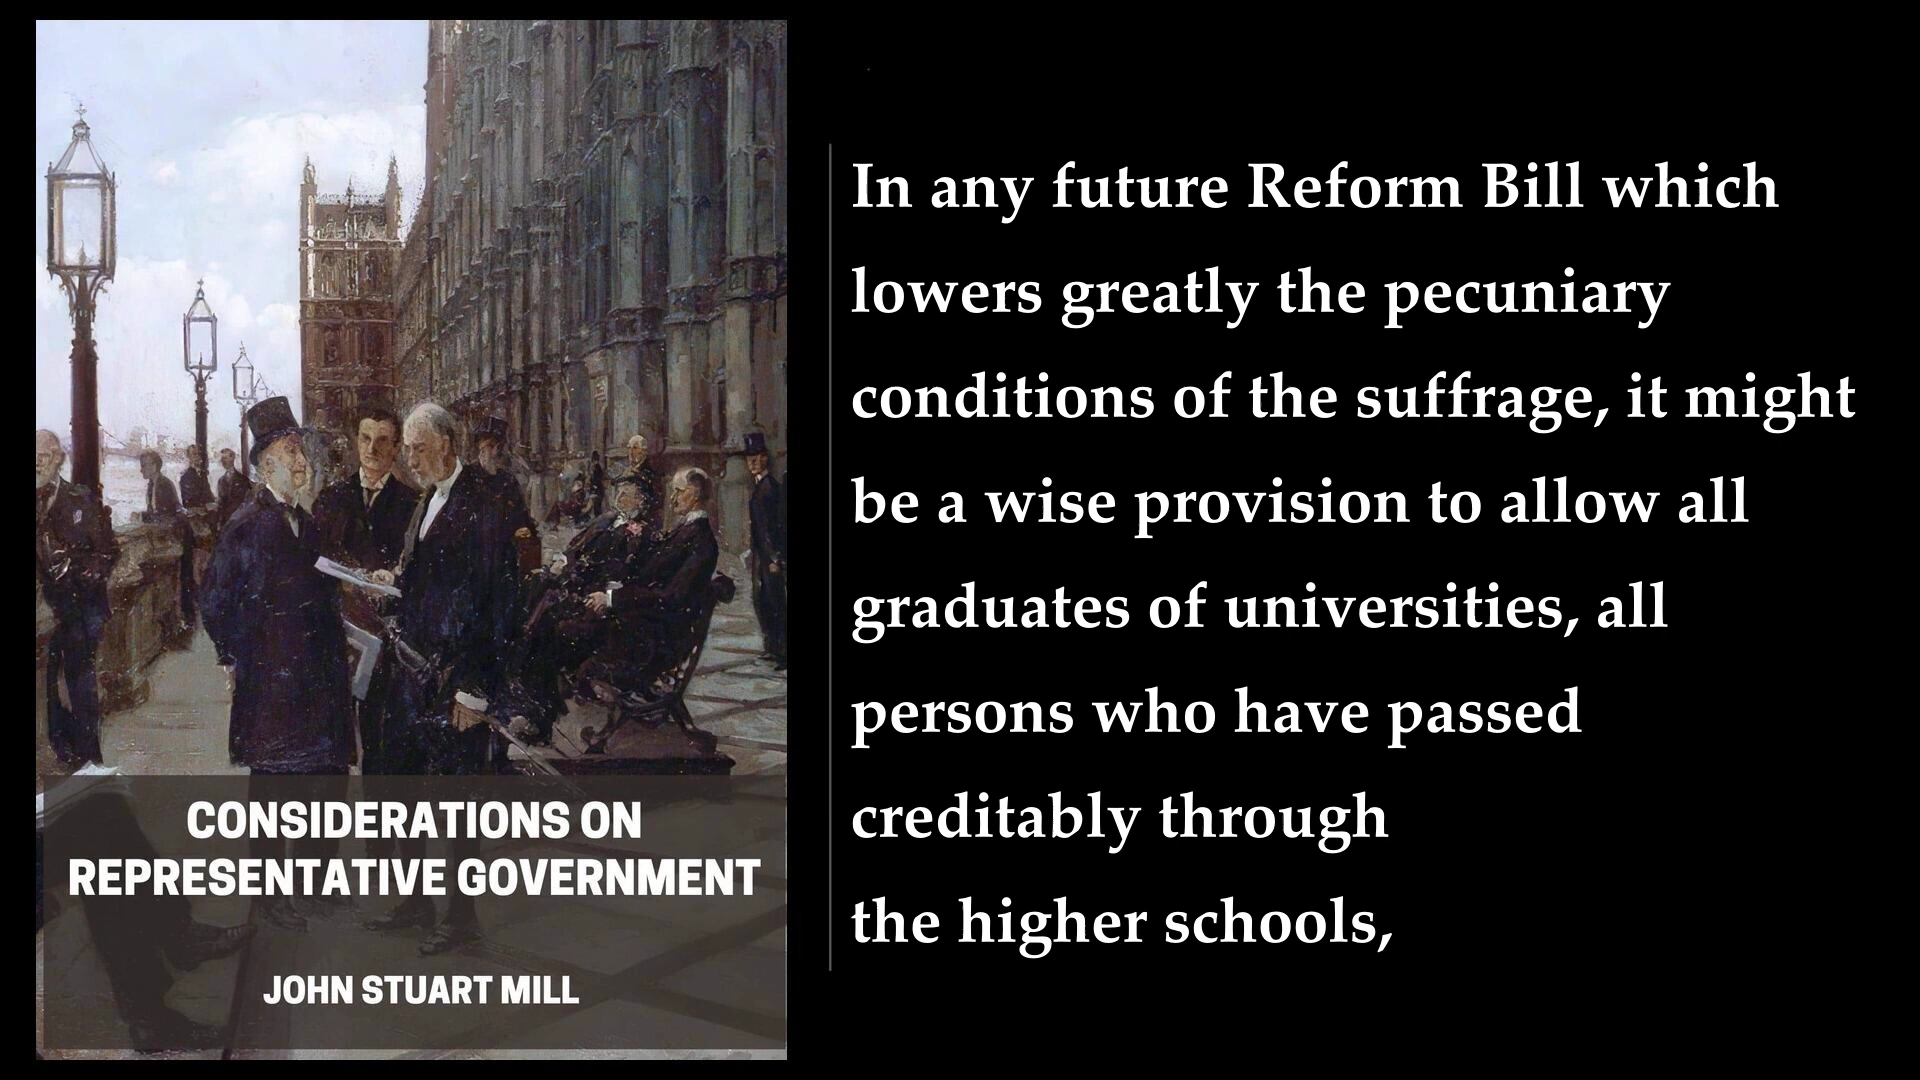 CONSIDERATIONS ON
REPRESENTATIVE GOVERNMENT
JOHN STUART MILL
In any future Reform Bill which
lowers greatly the pecuniary
conditions of the suffrage, it might
be a wise provision to allow all
graduates of universities, all
persons who have passed
creditably through
the higher schools,